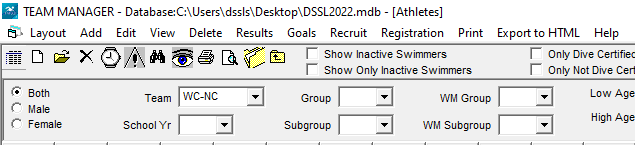 TEAM MANAGER - Database:C:\Users\dssls\Desktop\DSSL2022.mdb - [Athletes]
Layout Add Edit View Delete Results Goals Recruit Registration Print Export to HTML Help
Show Inactive Swimmers Only Dive Certified
Show Only Inactive Swimmers Only Not Dive Cert
Both Team WC-NC Group WM Group Low Age
Male
Female School Yr Subgroup WM Subgroup High Age